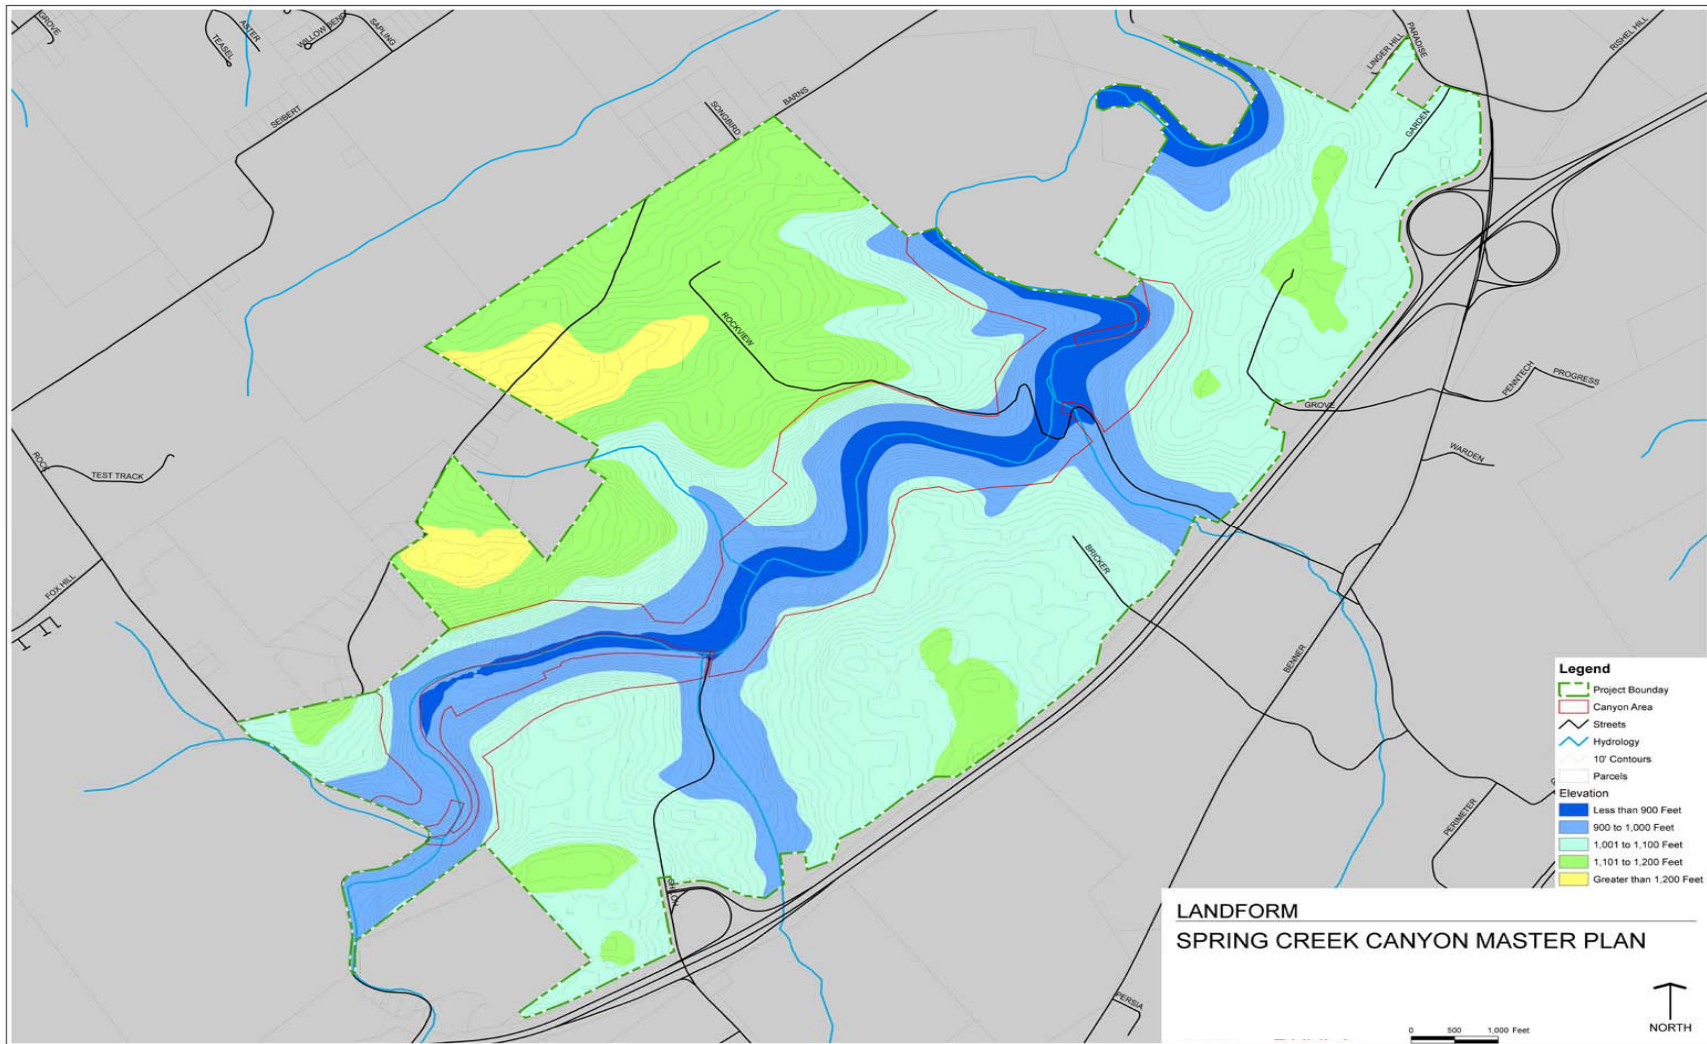 GROVE
ASTER
TEASEL
WILLOW BEND
SAPLING
SEIBERT
SONGBIRD
BARNS
LINGER HILL
PARADISE
RISHEL HILL
GARDEN
ROCKVIEW
ROCK
TEST TRACK
FOX HILL
GROVE
PENNTECH
PROGRESS
WARDEN
BRICKER
BENNER
PERIMETER
SHILOH
PERSIA
Legend
Project Bounday
Canyon Area
Streets
Hydrology
10' Contours
Parcels
Elevation
Less than 900 Feet
900 to 1,000 Feet
1,001 to 1,100 Feet
1,101 to 1,200 Feet
Greater than 1,200 Feet
LANDFORM
SPRING CREEK CANYON MASTER PLAN
0 500 1,000 Feet
NORTH